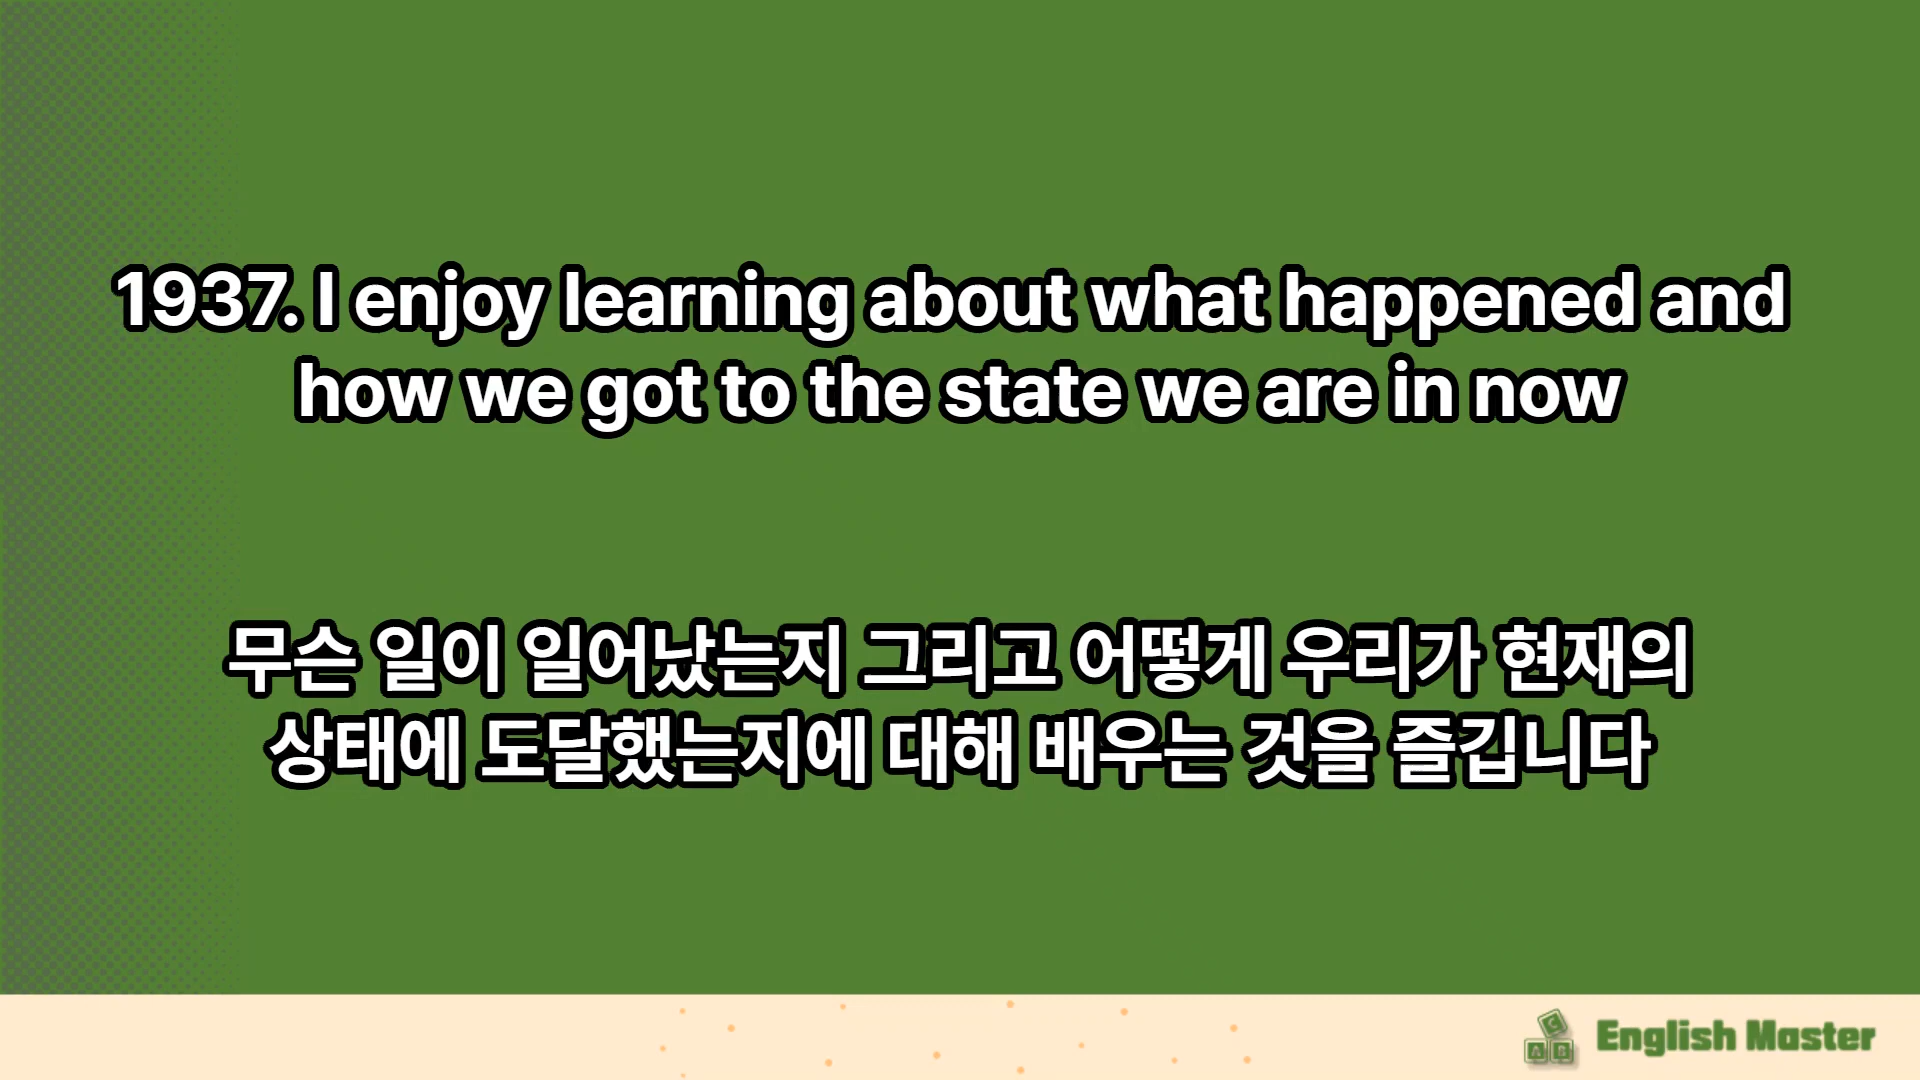 1937. I enjoy learning about what happened and
how we got to the state we are in now
무슨 일이 일어났는지 그리고 어떻게 우리가 현재의
상태에 도달했는지에 대해 배우는 것을 즐깁니다
C
A B
English Master